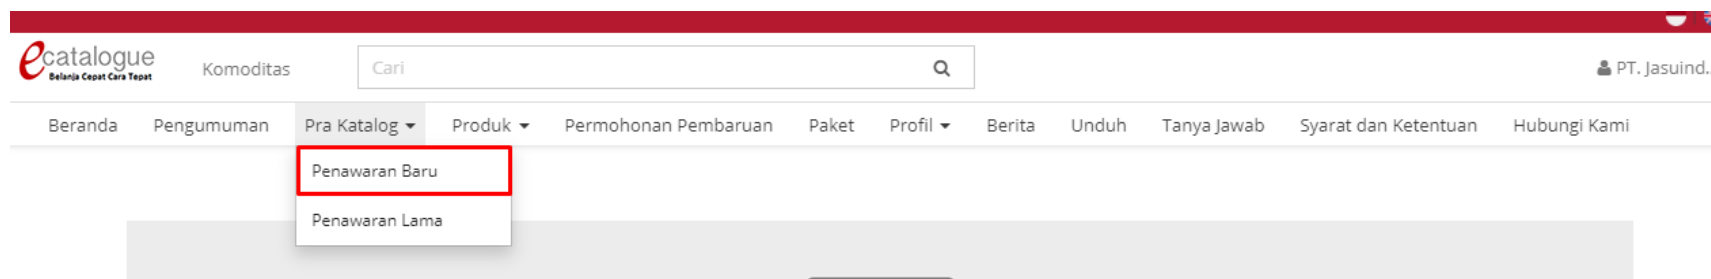 ecatalogue
Belanja Cepat Cara Tepat
Komoditas
Cari
PT. Jasuind..
Beranda Pengumuman Pra Katalog Produk Permohonan Pembaruan Paket Profil Berita Unduh Tanya Jawab Syarat dan Ketentuan Hubungi Kami
Penawaran Baru
Penawaran Lama